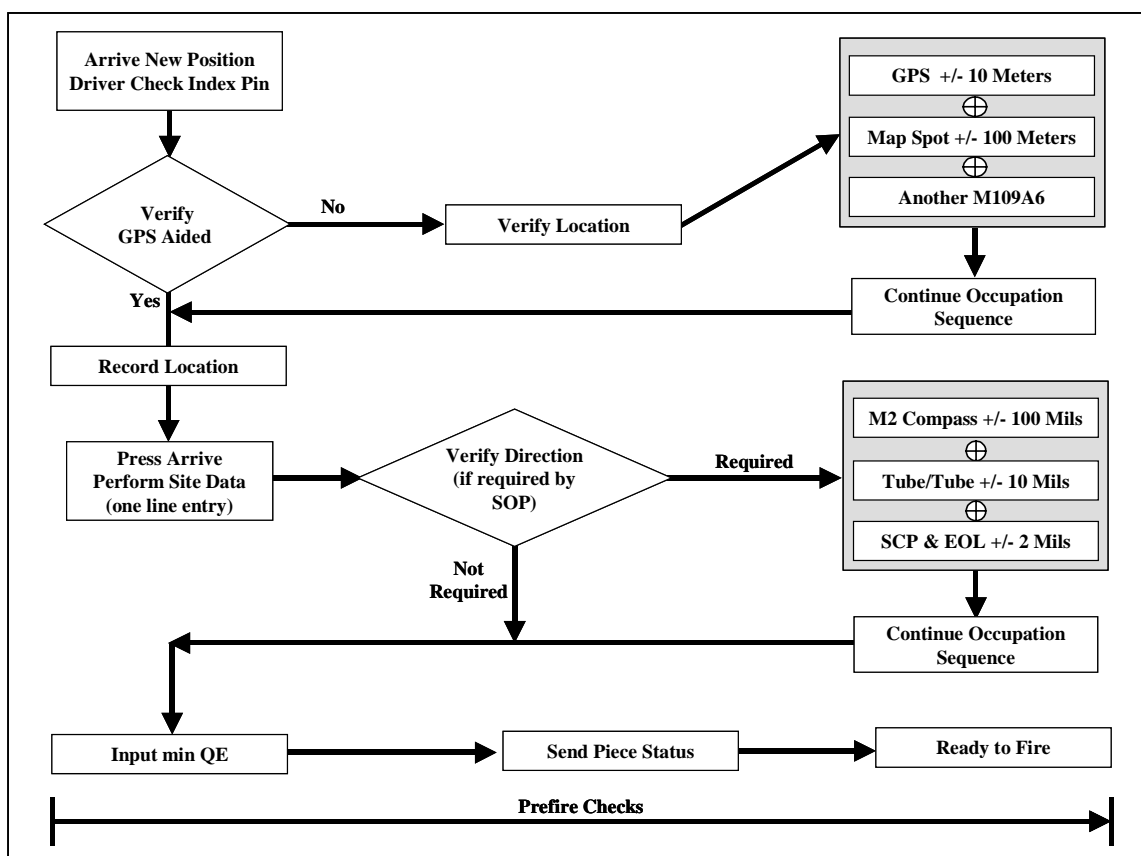 Arrive New Position
Driver Check Index Pin
GPS +/- 10 Meters
Map Spot +/- 100 Meters
Another M109A6
Verify
GPS Aided
No
Verify Location
Yes
Continue Occupation
Sequence
Record Location
Press Arrive
Perform Site Data
(one line entry)
Verify Direction
(if required by
SOP)
Required
M2 Compass +/- 100 Mils
Tube/Tube +/- 10 Mils
SCP & EOL +/- 2 Mils
Not
Required
Continue Occupation
Sequence
Input min QE
Send Piece Status
Ready to Fire
Prefire Checks